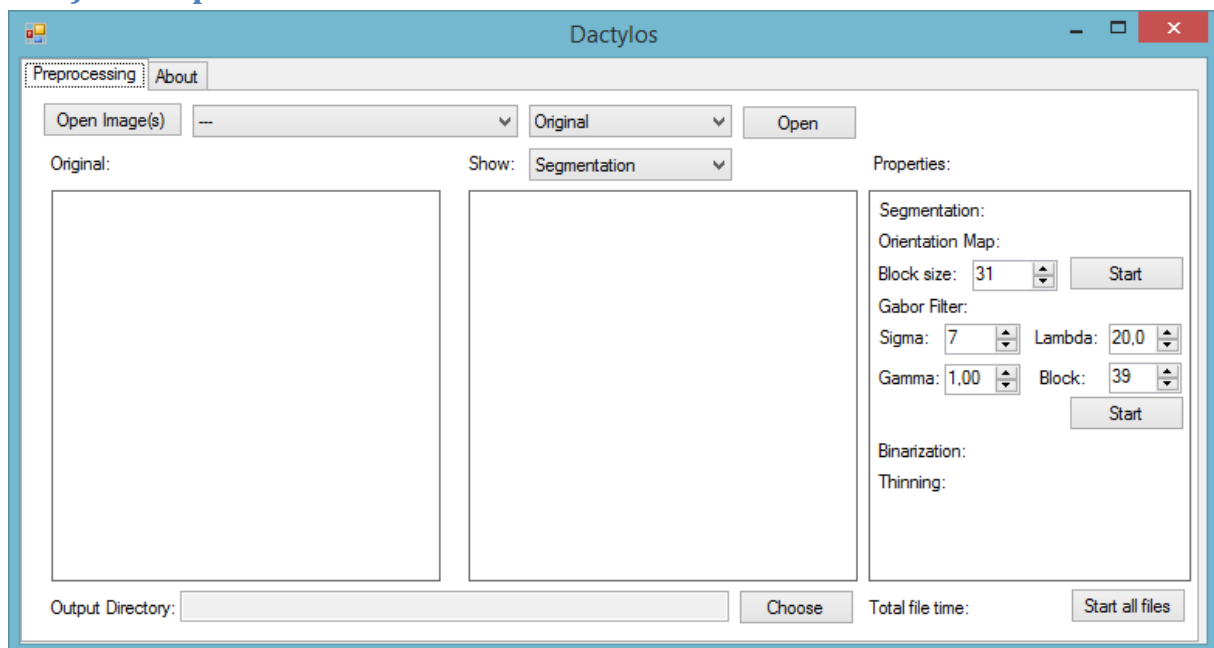 Dactylos
Preprocessing About
Open Image(s) --- Original Open
Original: Show: Segmentation Properties:
Segmentation:
Orientation Map:
Block size: 31 Start
Gabor Filter:
Sigma: 7 Lambda: 20,0
Gamma: 1,00 Block: 39
Start
Binarization:
Thinning:
Output Directory: Choose Total file time: Start all files